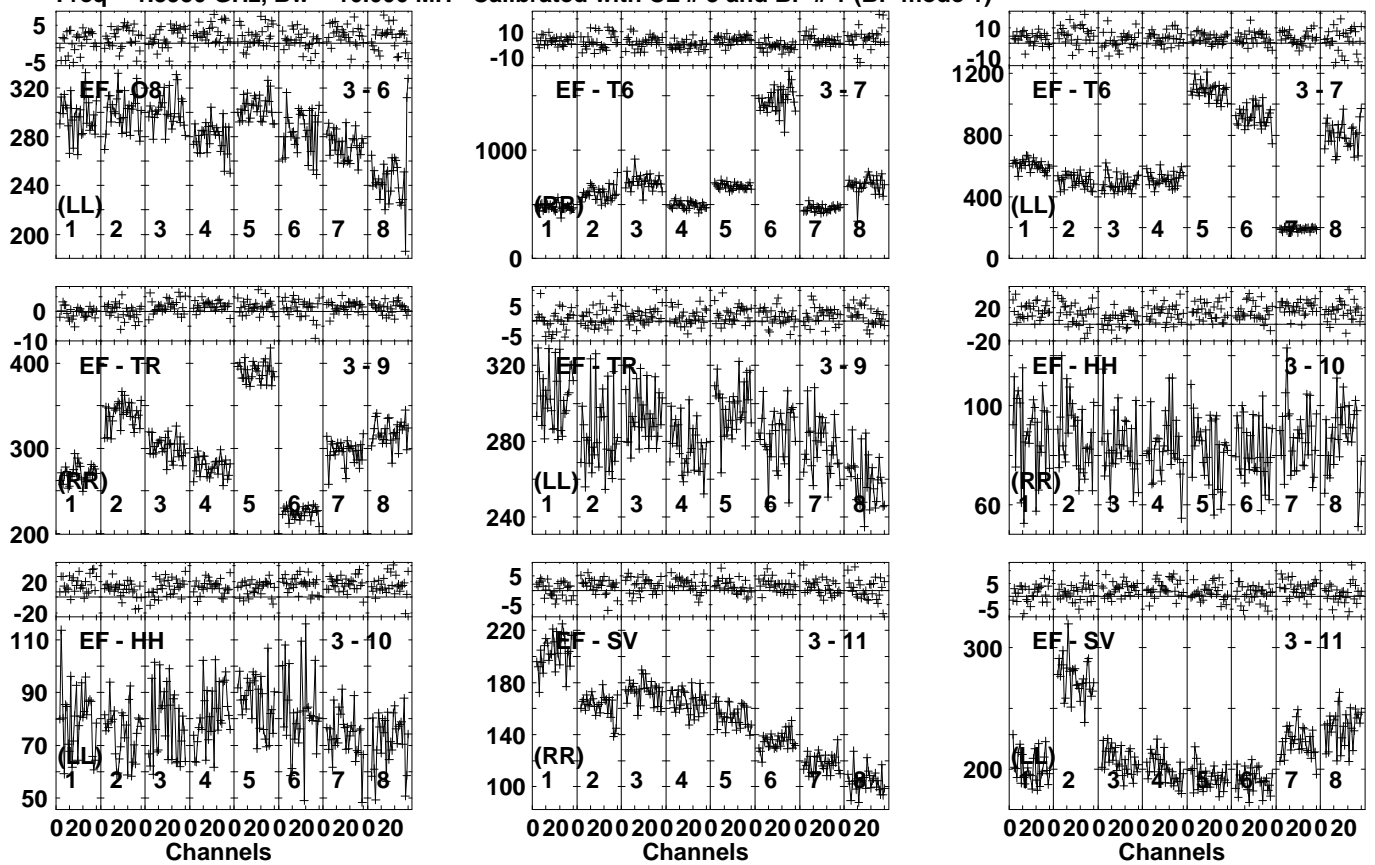 5 10 10
-5 -10 -10
320 EF - O8 3 - 6 EF - T6 3 - 7 1200 EF - T6 3 - 7
280 1000 800
240 400
(LL) (RR) (LL)
200 1 2 3 4 5 6 7 8 1 2 3 4 5 6 7 8 200 1 2 3 4 5 6 7 8
0 0
0 5 20
-10 -5 -20
400 EF - TR 3 - 9 320 EF - TR 3 - 9 EF - HH 3 - 10
300 280 100
(RR) (LL) (RR)
1 2 3 4 5 6 7 8 1 2 3 4 5 6 7 8 60 1 2 3 4 5 6 7 8
200 240
20 5 5
-20 -5 -5
110 EF - HH 3 - 10 220 EF - SV 3 - 11 300 EF - SV 3 - 11
90 180
70 140
(LL) (RR) (LL)
1 2 3 4 5 6 7 8 100 1 2 3 4 5 6 7 8 200 1 2 3 4 5 6 7 8
50
0 20 0 20 0 20 0 20 0 20 0 20 0 20 0 20 0 20 0 20 0 20 0 20 0 20 0 20 0 20 0 20 0 20 0 20 0 20 0 20 0 20 0 20 0 20 0 20
Channels Channels Channels